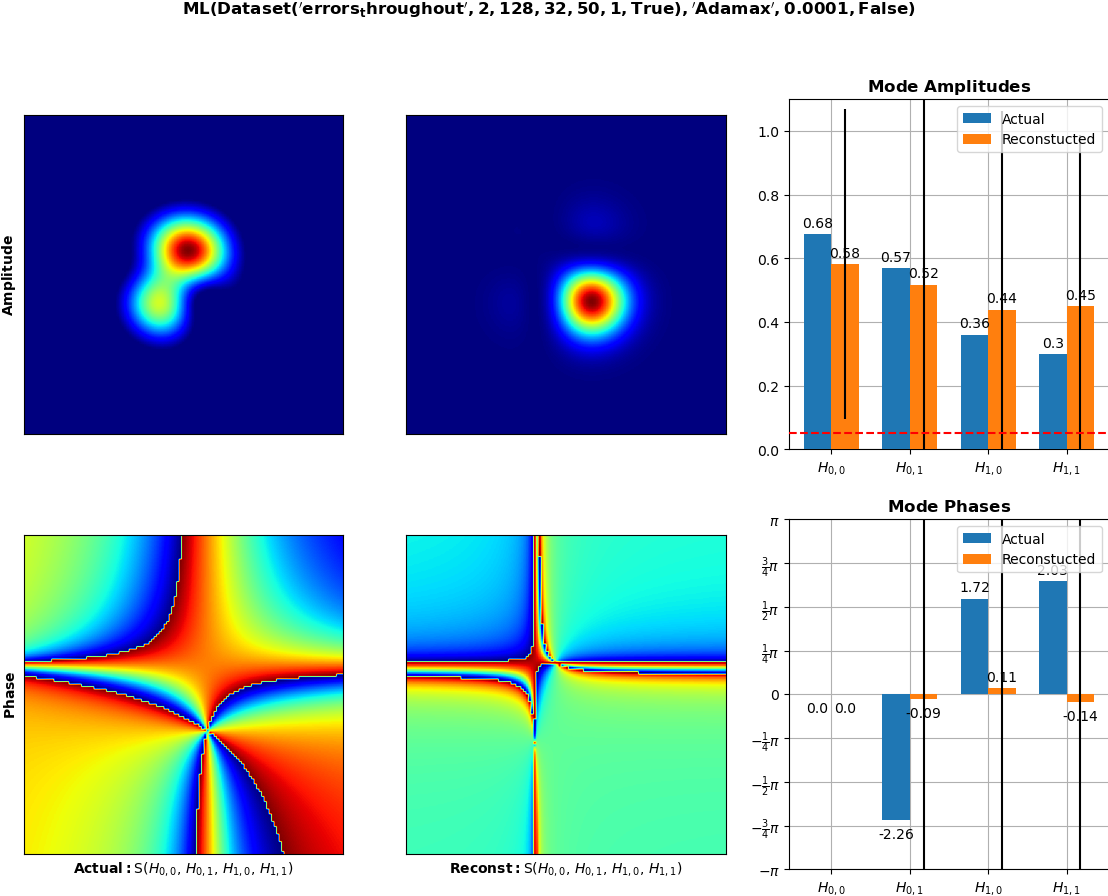 ML(Dataset('errors_throughout', 2, 128, 32, 50, 1, True), 'Adamax', 0.0001, False)
Amplitude
Mode Amplitudes
Actual
Reconstucted
1.0
0.8
0.6
0.4
0.2
0.0
0.68
0.58
0.57
0.52
0.36
0.44
0.3
0.45
H0,0
H0,1
H1,0
H1,1
Phase
Actual: S(H0,0, H0,1, H1,0, H1,1)
Reconst: S(H0,0, H0,1, H1,0, H1,1)
Mode Phases
Actual
Reconstucted
π
3/4π
1/2π
1/4π
0
−1/4π
−1/2π
−3/4π
−π
0.0
0.0
-2.26
-0.09
1.72
0.11
2.03
-0.14
H0,0
H0,1
H1,0
H1,1